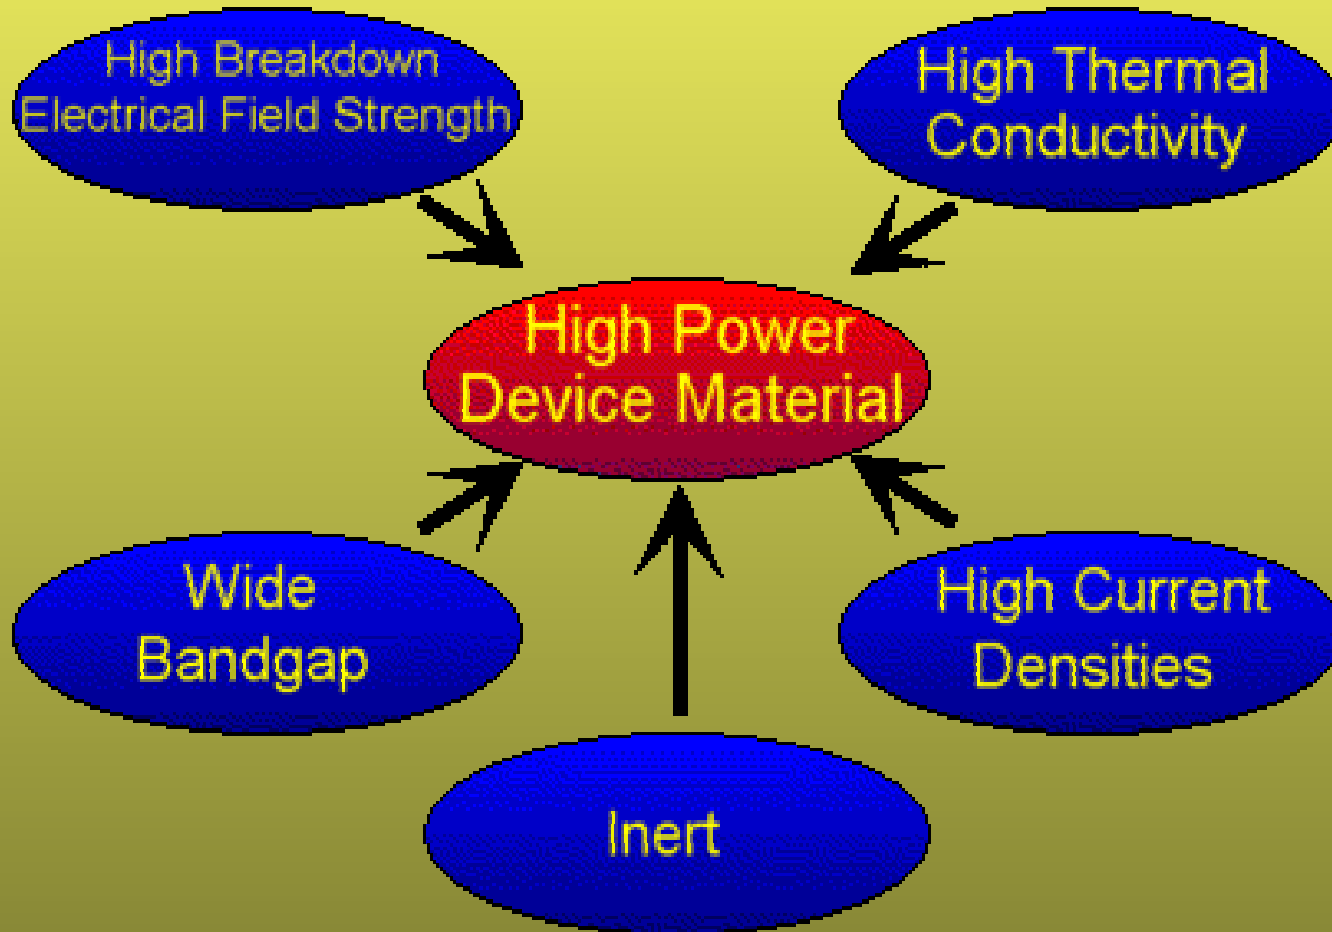 High Breakdown
Electrical Field Strength
High Thermal
Conductivity
High Power
Device Material
Wide
Bandgap
High Current
Densities
Inert